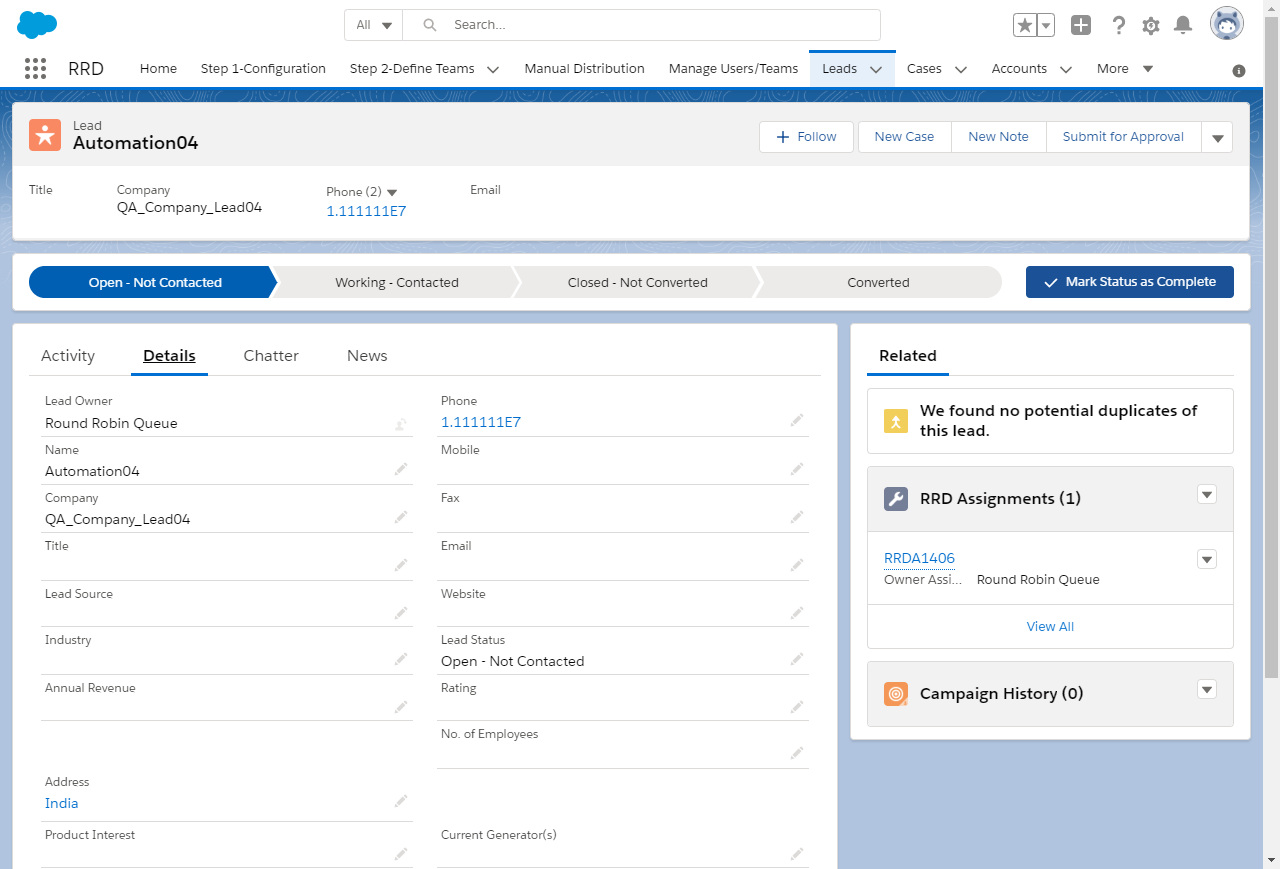 All
Search...
RRD
Home
Step 1-Configuration
Step 2-Define Teams
Manual Distribution
Manage Users/Teams
Leads
Cases
Accounts
More
Lead
Automation04
Follow
New Case
New Note
Submit for Approval
Title
Company
Phone (2)
Email
QA_Company_Lead04
1.111111E7
Open - Not Contacted
Working - Contacted
Closed - Not Converted
Converted
Mark Status as Complete
Activity
Details
Chatter
News
Lead Owner
Round Robin Queue
Phone
1.111111E7
Name
Automation04
Mobile
Company
QA_Company_Lead04
Fax
Title
Email
Lead Source
Website
Industry
Lead Status
Open - Not Contacted
Annual Revenue
Rating
No. of Employees
Address
India
Product Interest
Current Generator(s)
Related
We found no potential duplicates of
this lead.
RRD Assignments (1)
RRDA1406
Owner Assi... Round Robin Queue
View All
Campaign History (0)